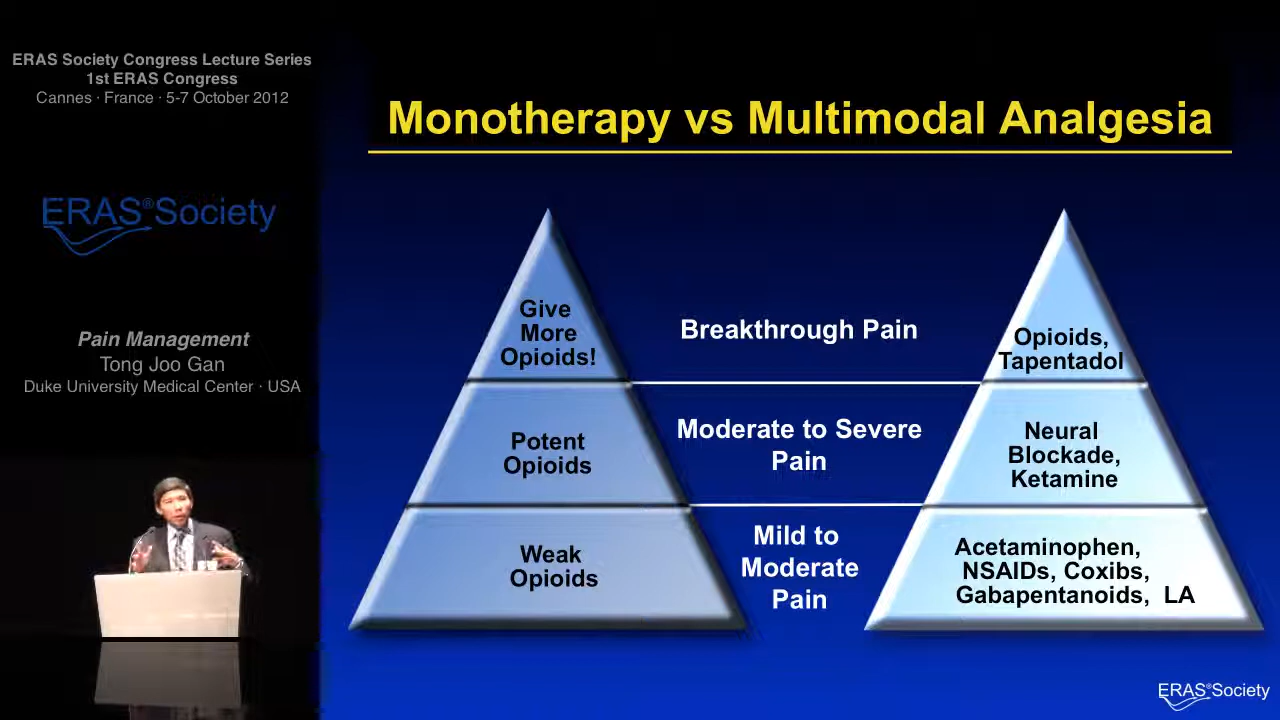 ERAS Society Congress Lecture Series
1st ERAS Congress
Cannes · France · 5-7 October 2012
ERAS®Society
Pain Management
Tong Joo Gan
Duke University Medical Center · USA
Monotherapy vs Multimodal Analgesia
Give
More
Opioids!
Breakthrough Pain
Opioids,
Tapentadol
Potent
Opioids
Moderate to Severe
Pain
Neural
Blockade,
Ketamine
Weak
Opioids
Mild to
Moderate
Pain
Acetaminophen,
NSAIDs, Coxibs,
Gabapentanoids, LA
ERAS®Society